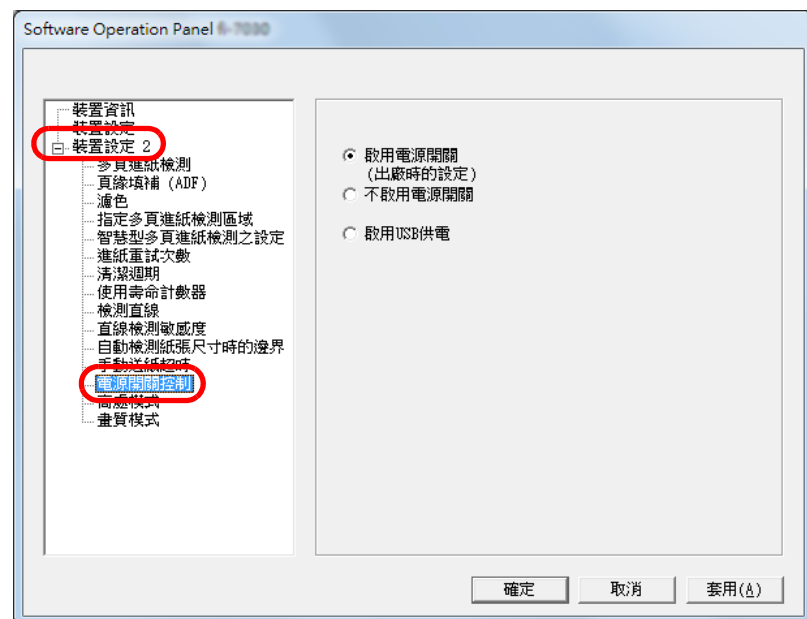 Software Operation Panel
裝置資訊
裝置設定
裝置設定 2
多頁進紙檢測
頁緣填補 (ADF)
濾色
指定多頁進紙檢測區域
智慧型多頁進紙檢測之設定
進紙重試次數
清潔週期
使用壽命計數器
檢測直線
直線檢測敏感度
自動檢測紙張尺寸時的邊界
手動送紙超時
電源開關控制
高處模式
畫質模式
啟用電源開關
(出廠時的設定)
不啟用電源開關
啟用USB供電
確定
取消
套用(A)